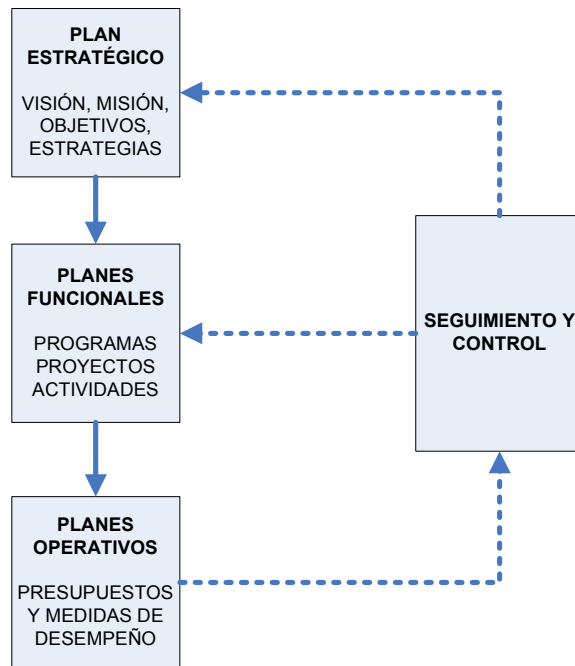 PLAN
ESTRATÉGICO
VISIÓN, MISIÓN,
OBJETIVOS,
ESTRATEGIAS
PLANES
FUNCIONALES
PROGRAMAS
PROYECTOS
ACTIVIDADES
SEGUIMIENTO Y
CONTROL
PLANES
OPERATIVOS
PRESUPUESTOS
Y MEDIDAS DE
DESEMPEÑO